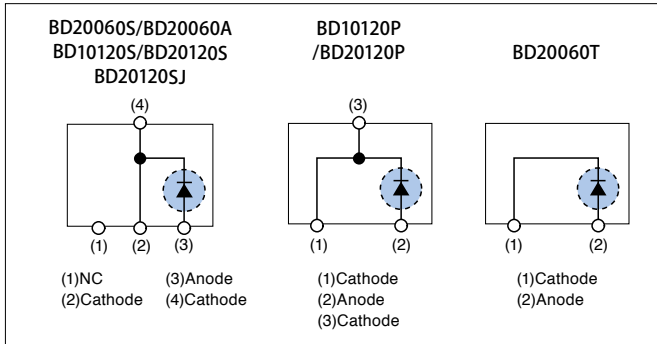 BD20060S/BD20060A
BD10120S/BD20120S
BD20120SJ
(4)
(1) (2) (3)
(1)NC (3)Anode
(2)Cathode (4)Cathode
BD10120P
/BD20120P
(3)
(1) (2)
(1)Cathode
(2)Anode
(3)Cathode
BD20060T
(1) (2)
(1)Cathode
(2)Anode